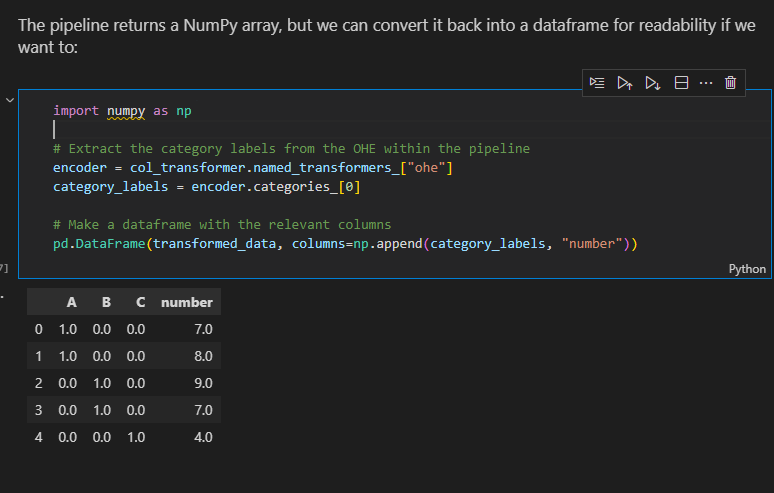 The pipeline returns a NumPy array, but we can convert it back into a dataframe for readability if we
want to:
import numpy as np
# Extract the category labels from the OHE within the pipeline
encoder = col_transformer.named_transformers_["ohe"]
category_labels = encoder.categories_[0]
# Make a dataframe with the relevant columns
pd.DataFrame(transformed_data, columns=np.append(category_labels, "number"))
7]
Python
A B C number
0 1.0 0.0 0.0 7.0
1 1.0 0.0 0.0 8.0
2 0.0 1.0 0.0 9.0
3 0.0 1.0 0.0 7.0
4 0.0 0.0 1.0 4.0